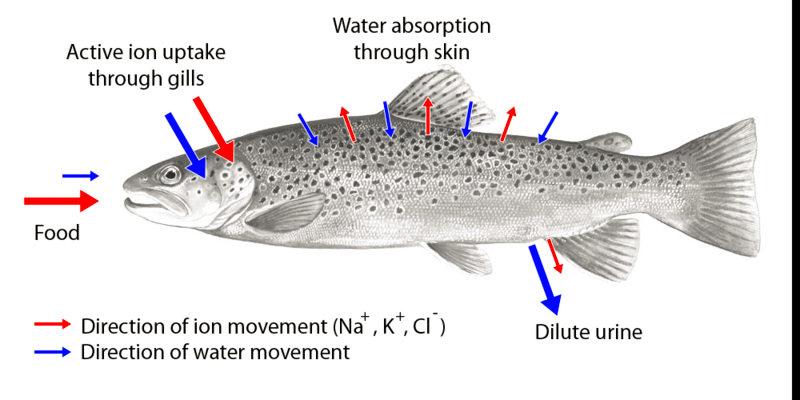 Water absorption
through skin
Active ion uptake
through gills
Food
Direction of ion movement (Na⁺, K⁺, Cl⁻)
Direction of water movement
Dilute urine